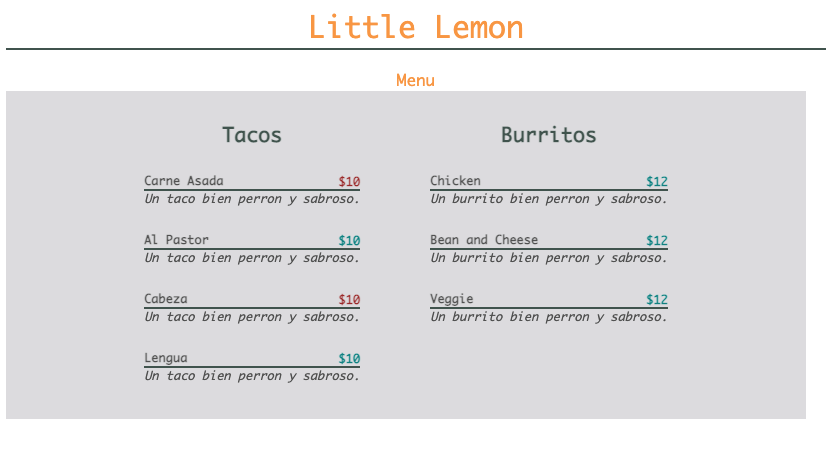 Little Lemon
Menu
Tacos
Carne Asada $10
Un taco bien perron y sabroso.
Al Pastor $10
Un taco bien perron y sabroso.
Cabeza $10
Un taco bien perron y sabroso.
Lengua $10
Un taco bien perron y sabroso.
Burritos
Chicken $12
Un burrito bien perron y sabroso.
Bean and Cheese $12
Un burrito bien perron y sabroso.
Veggie $12
Un burrito bien perron y sabroso.